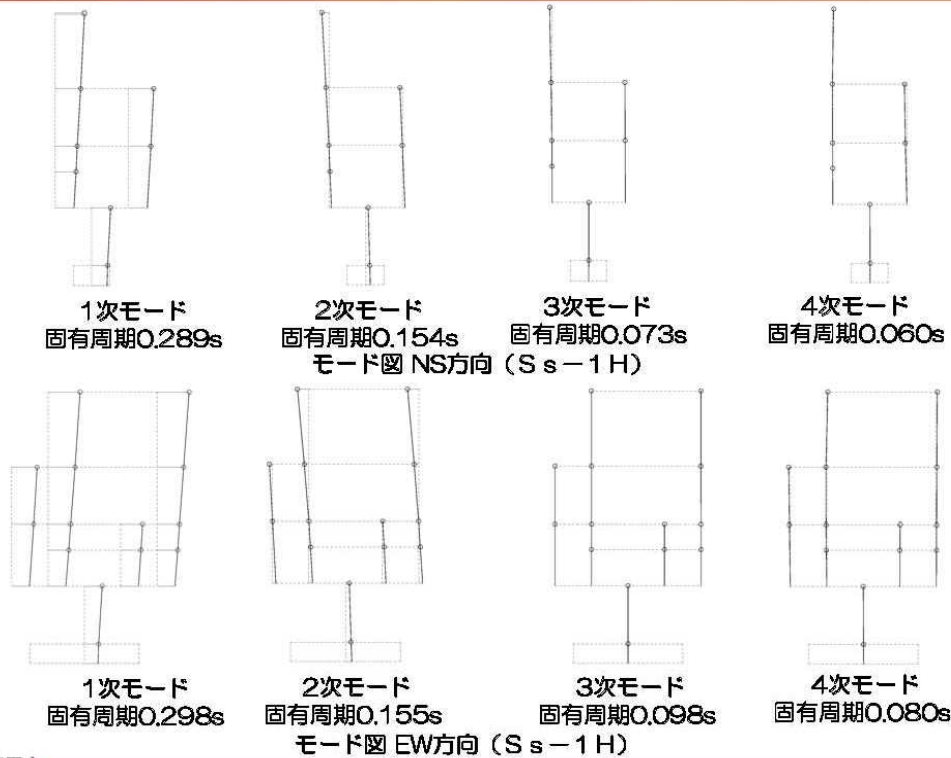 1次モード 2次モード 3次モード 4次モード
固有周期0.289s 固有周期0.154s 固有周期0.073s 固有周期0.060s
モード図 NS方向（Ｓｓ－１Ｈ）
1次モード 2次モード 3次モード 4次モード
固有周期0.298s 固有周期0.155s 固有周期0.098s 固有周期0.080s
モード図 EW方向（Ｓｓ－１Ｈ）